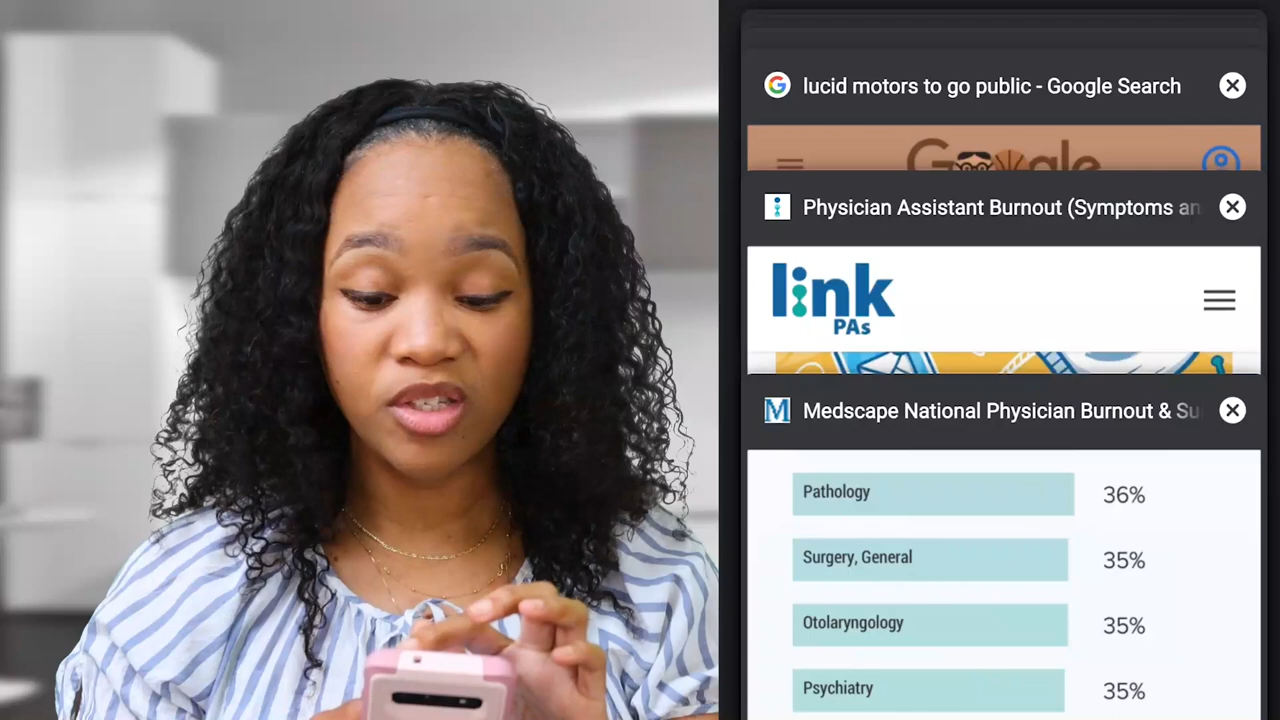 lucid motors to go public - Google Search
Google
Physician Assistant Burnout (Symptoms an
link
PAs
Medscape National Physician Burnout & Su
Pathology 36%
Surgery, General 35%
Otolaryngology 35%
Psychiatry 35%